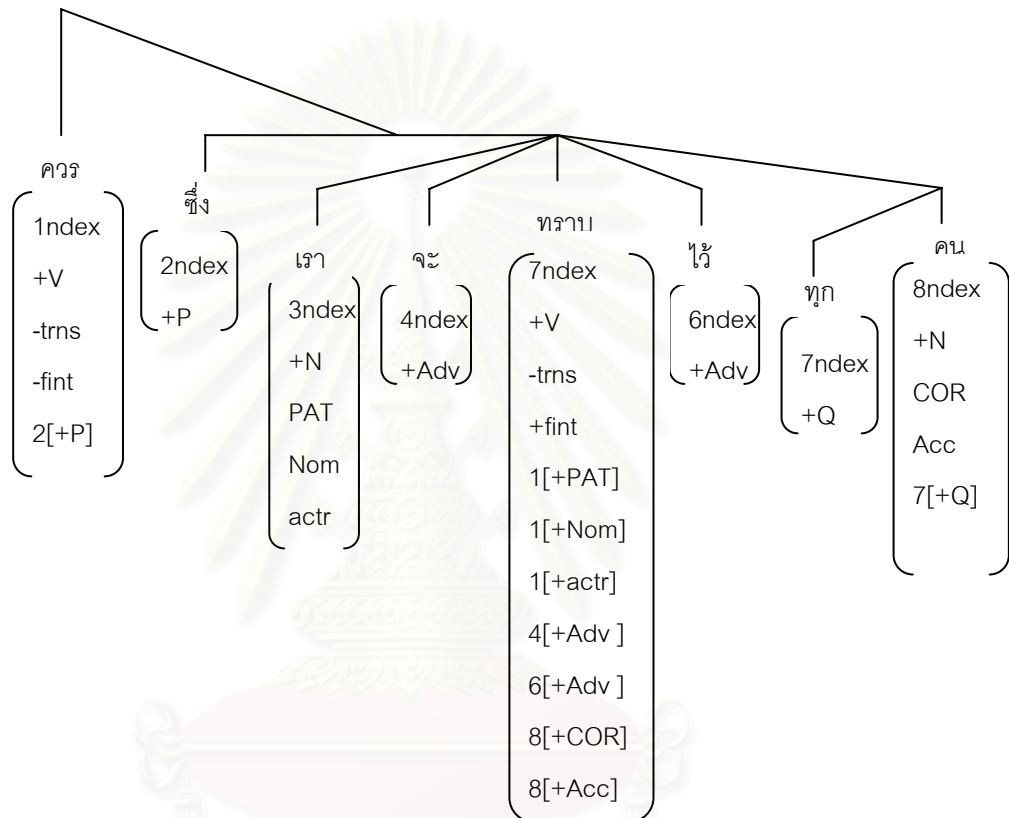 ควร
1ndex
+V
-trns
-fint
2[+P]
ซึ่ง
2ndex
+P
เรา
3ndex
+N
PAT
Nom
actr
จะ
4ndex
+Adv
ทราบ
7ndex
+V
-trns
+fint
1[+PAT]
1[+Nom]
1[+actr]
4[+Adv ]
6[+Adv ]
8[+COR]
8[+Acc]
ไว้
6ndex
+Adv
ทุก
7ndex
+Q
คน
8ndex
+N
COR
Acc
7[+Q]